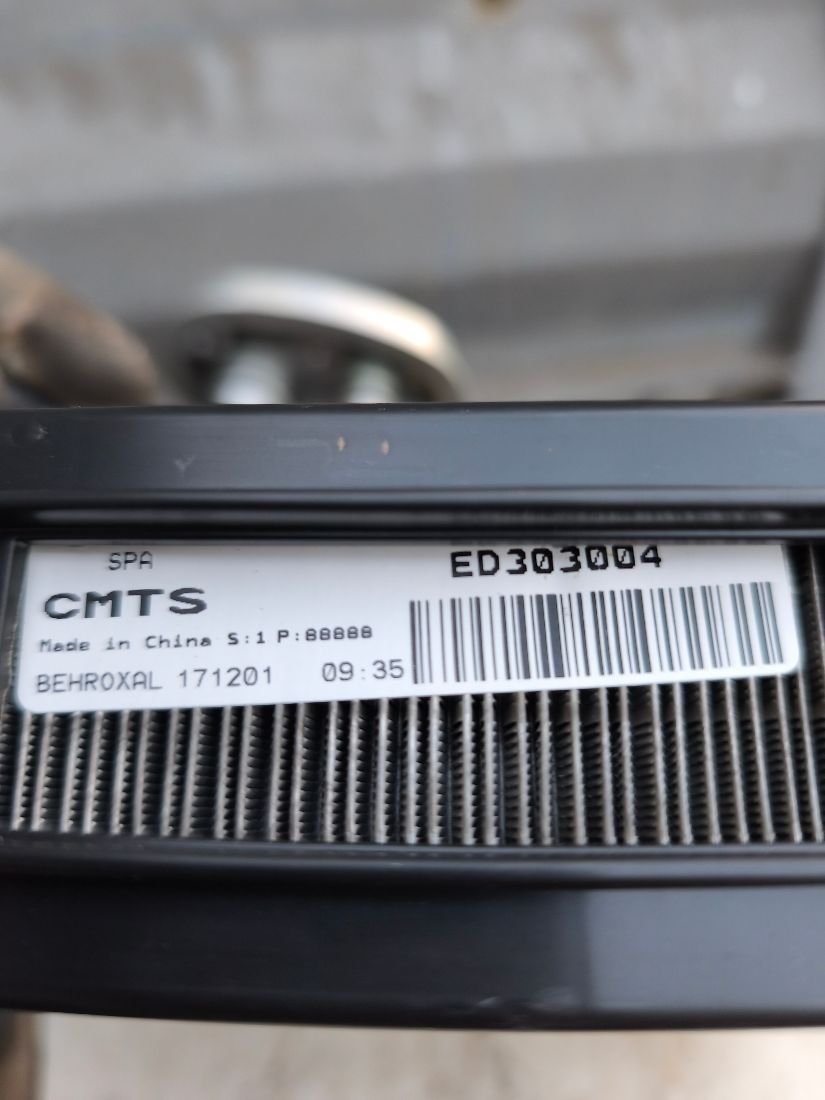 SPA
ED303004
CMTS
Made in China S:1 P:88888
BEHROXAL 171201 09:35